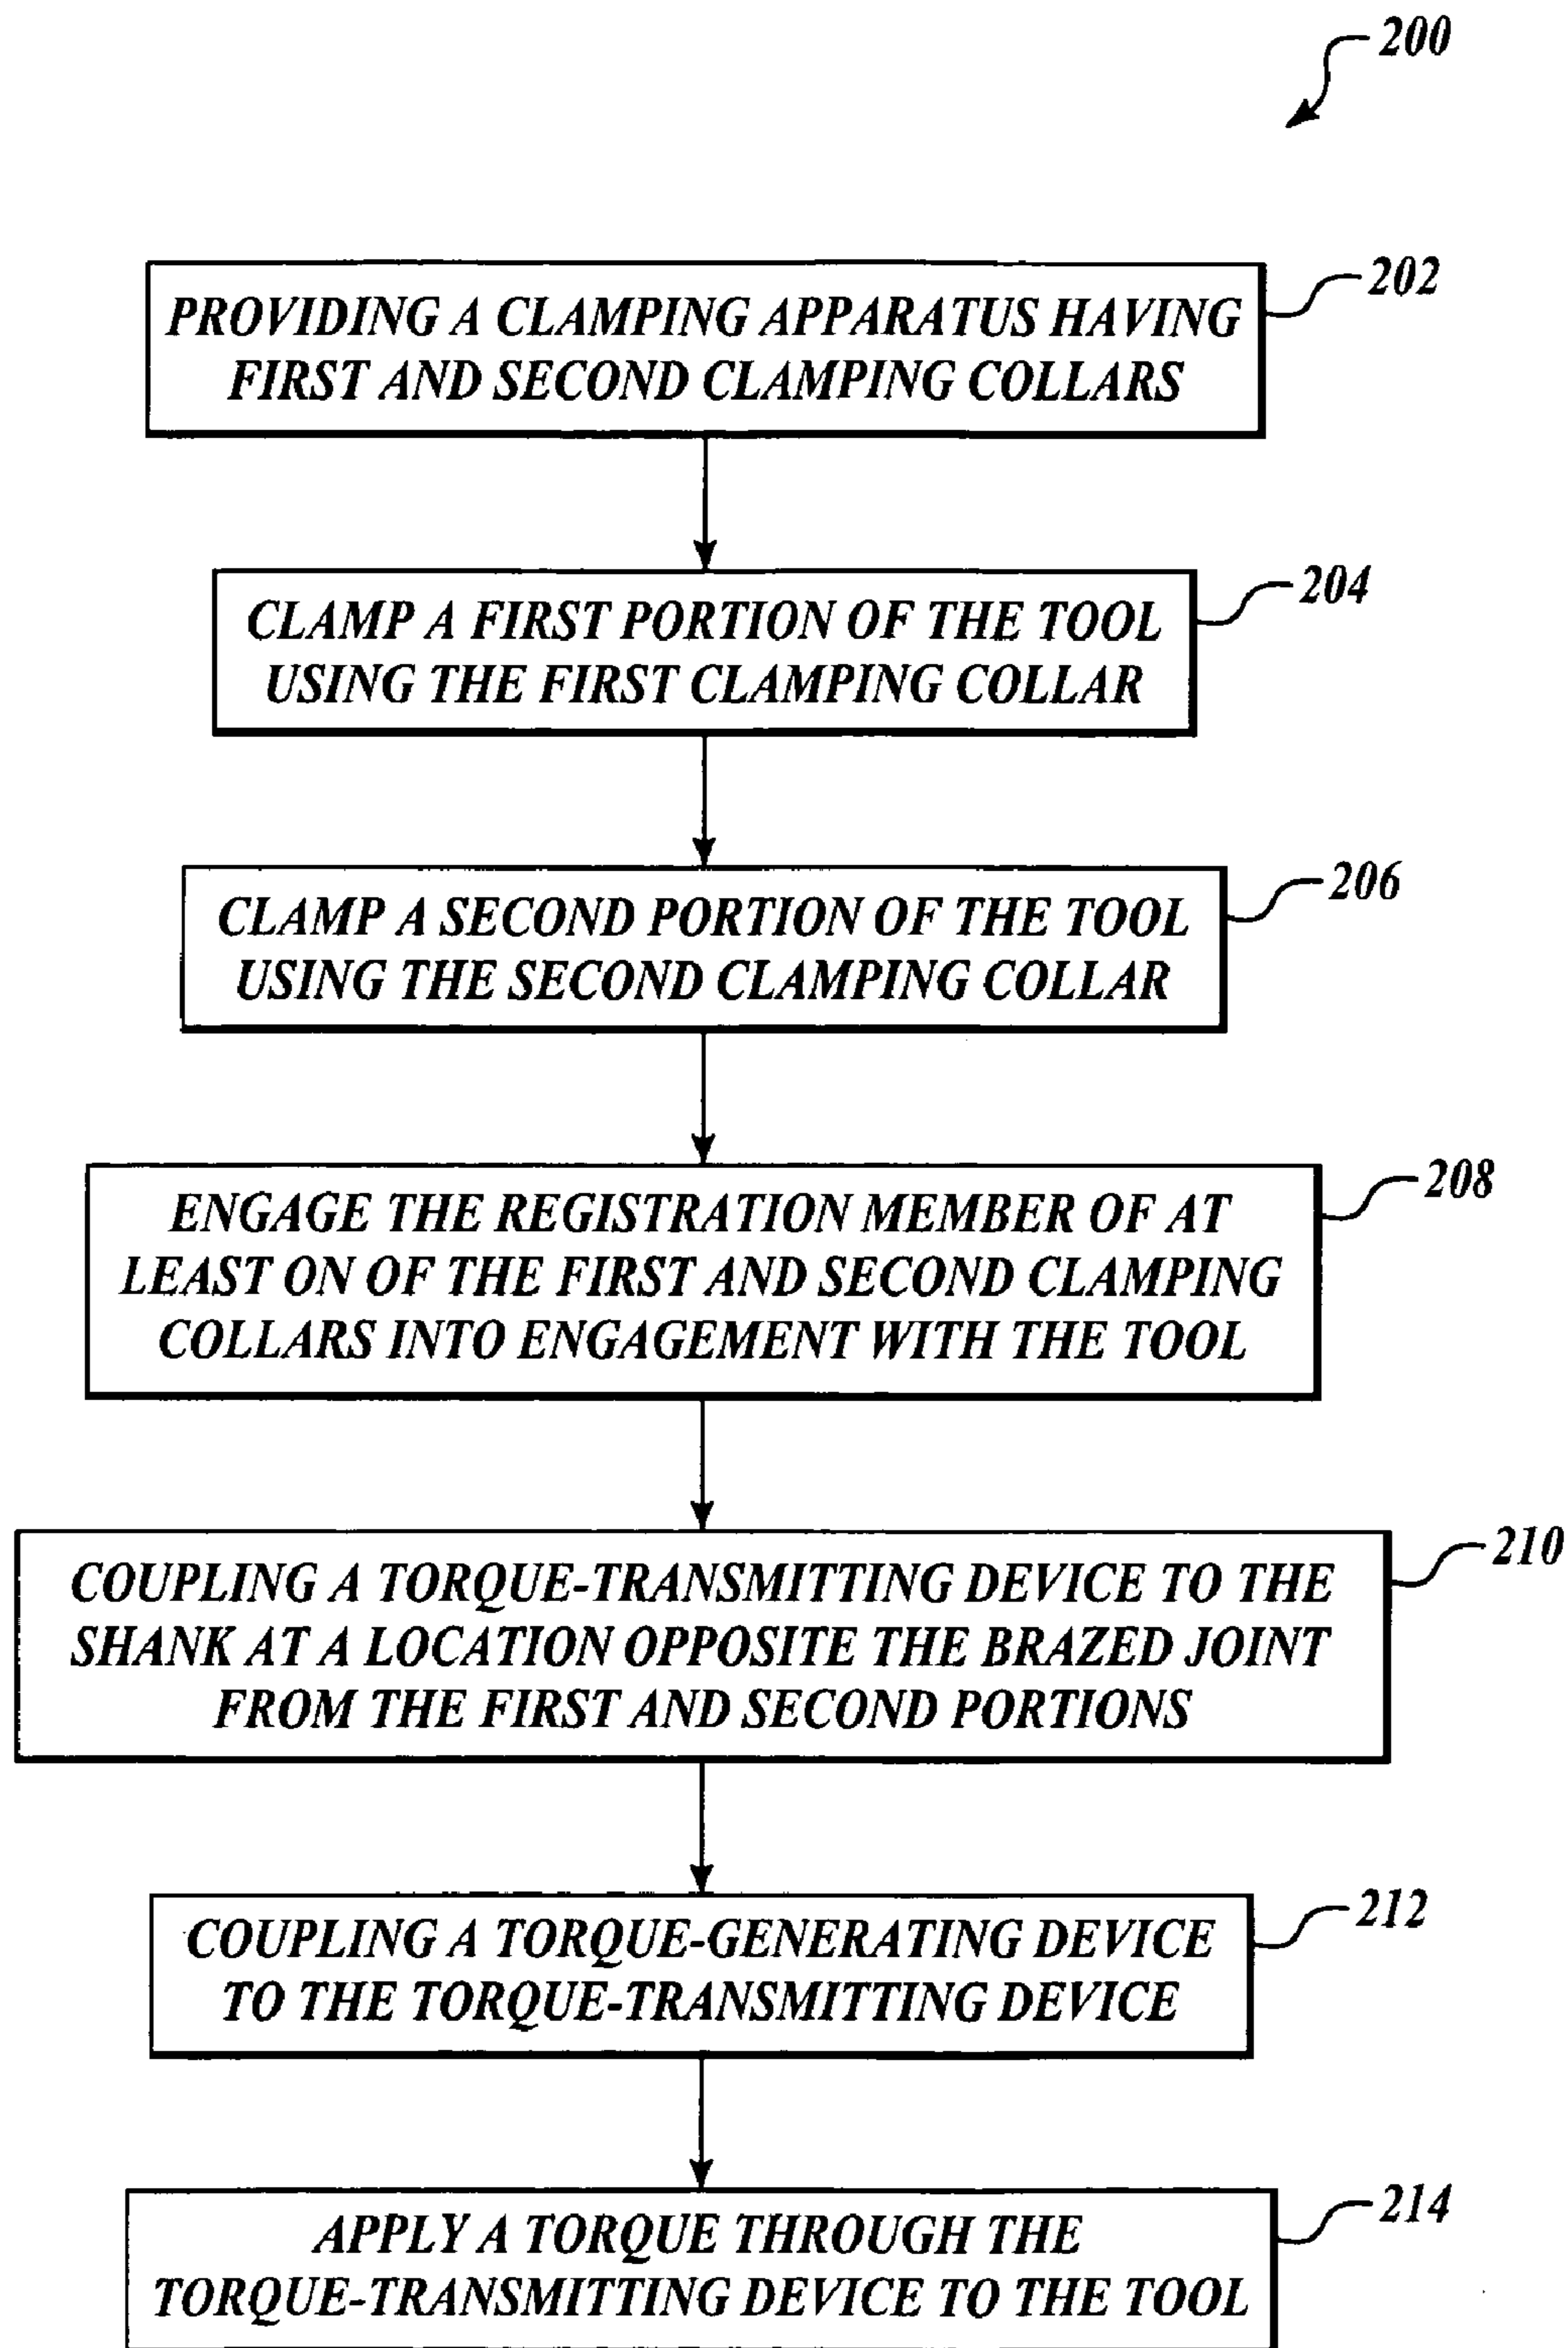 200
202
PROVIDING A CLAMPING APPARATUS HAVING
FIRST AND SECOND CLAMPING COLLARS
204
CLAMP A FIRST PORTION OF THE TOOL
USING THE FIRST CLAMPING COLLAR
206
CLAMP A SECOND PORTION OF THE TOOL
USING THE SECOND CLAMPING COLLAR
208
ENGAGE THE REGISTRATION MEMBER OF AT
LEAST ON OF THE FIRST AND SECOND CLAMPING
COLLARS INTO ENGAGEMENT WITH THE TOOL
210
COUPLING A TORQUE-TRANSMITTING DEVICE TO THE
SHANK AT A LOCATION OPPOSITE THE BRAZED JOINT
FROM THE FIRST AND SECOND PORTIONS
212
COUPLING A TORQUE-GENERATING DEVICE
TO THE TORQUE-TRANSMITTING DEVICE
214
APPLY A TORQUE THROUGH THE
TORQUE-TRANSMITTING DEVICE TO THE TOOL